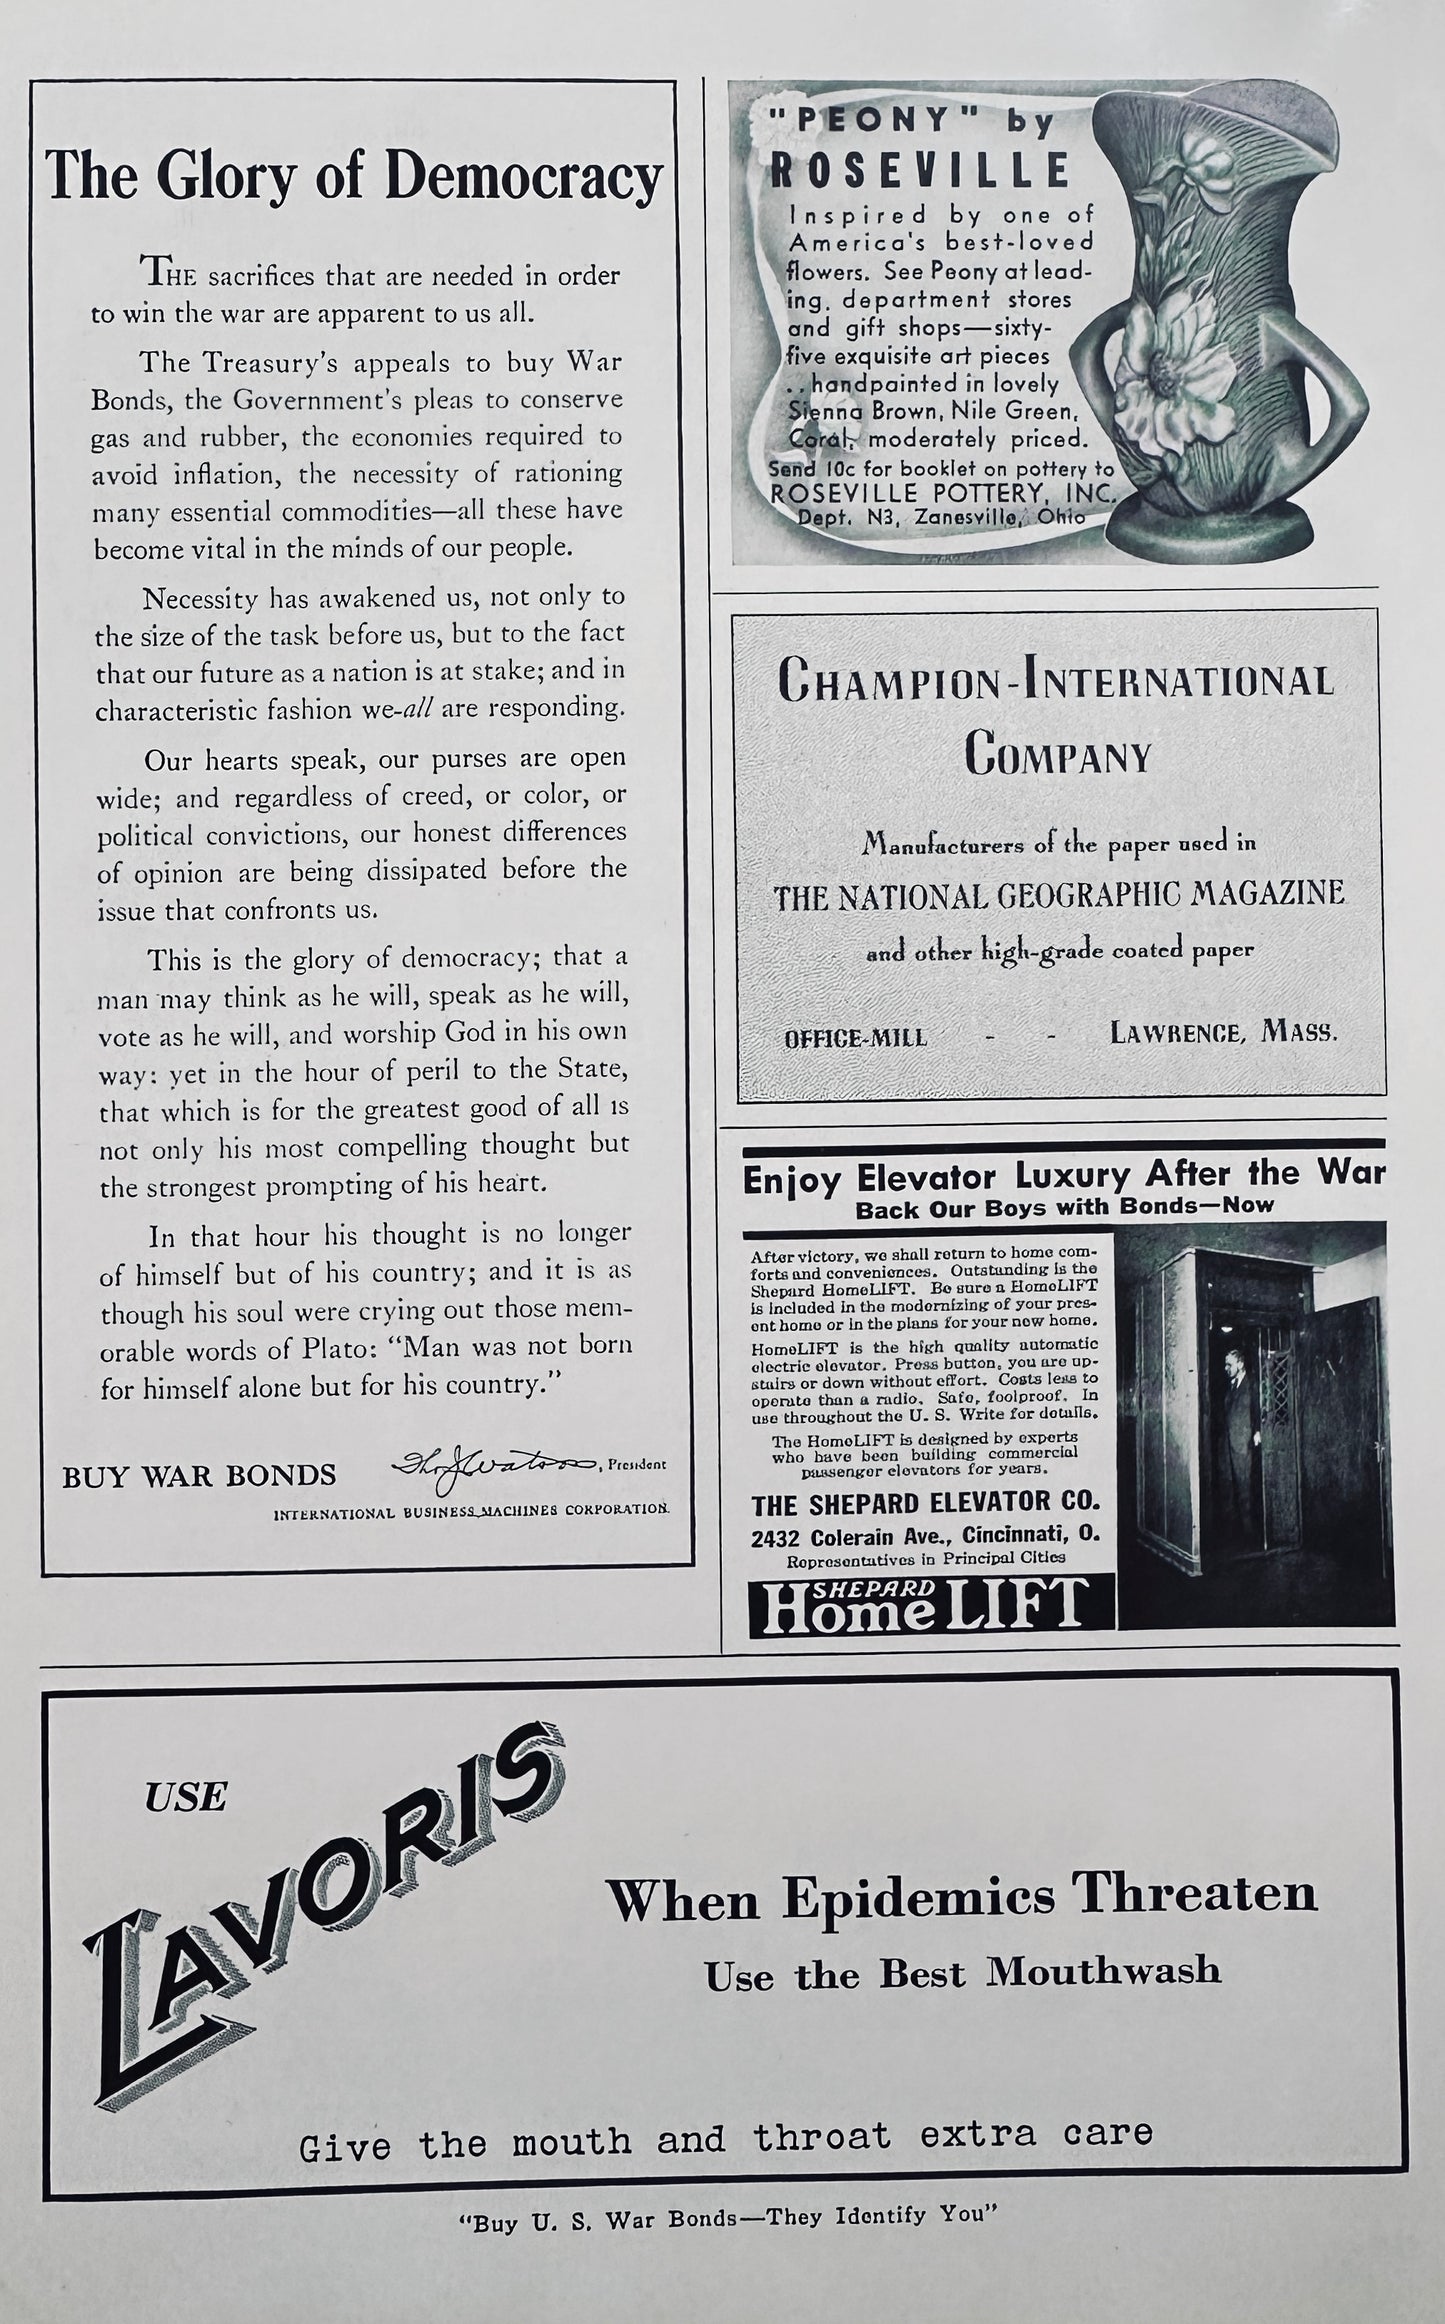 The Glory of Democracy
THE sacrifices that are needed in order
to win the war are apparent to us all.
The Treasury's appeals to buy War
Bonds, the Government's pleas to conserve
gas and rubber, the economies required to
avoid inflation, the necessity of rationing
many essential commodities—all these have
become vital in the minds of our people.
Necessity has awakened us, not only to
the size of the task before us, but to the fact
that our future as a nation is at stake; and in
characteristic fashion we-all are responding.
Our hearts speak, our purses are open
wide; and regardless of creed, or color, or
political convictions, our honest differences
of opinion are being dissipated before the
issue that confronts us.
This is the glory of democracy; that a
man may think as he will, speak as he will,
vote as he will, and worship God in his own
way: yet in the hour of peril to the State,
that which is for the greatest good of all is
not only his most compelling thought but
the strongest prompting of his heart.
In that hour his thought is no longer
of himself but of his country; and it is as
though his soul were crying out those mem-
orable words of Plato: "Man was not born
for himself alone but for his country."
BUY WAR BONDS
Thos J Watson, President
INTERNATIONAL BUSINESS MACHINES CORPORATION.
"PEONY" by
ROSEVILLE
Inspired by one of
America's best-loved
flowers. See Peony at lead-
ing. department stores
and gift shops—sixty-
five exquisite art pieces
..handpainted in lovely
Sienna Brown, Nile Green,
Coral; moderately priced.
Send 10c for booklet on pottery to
ROSEVILLE POTTERY, INC.
Dept. N3, Zanesville, Ohio
CHAMPION-INTERNATIONAL
COMPANY
Manufacturers of the paper used in
THE NATIONAL GEOGRAPHIC MAGAZINE
and other high-grade coated paper
OFFICE-MILL - - LAWRENCE, MASS.
Enjoy Elevator Luxury After the War
Back Our Boys with Bonds—Now
After victory, we shall return to home com-
forts and conveniences. Outstanding is the
Shepard HomeLIFT. Be sure a HomeLIFT
is included in the modernizing of your pres-
ent home or in the plans for your new home.
HomeLIFT is the high quality automatic
electric elevator. Press button, you are up-
stairs or down without effort. Costs less to
operate than a radio. Safe, foolproof. In
use throughout the U. S. Write for details.
The HomeLIFT is designed by experts
who have been building commercial
passenger elevators for years.
THE SHEPARD ELEVATOR CO.
2432 Colerain Ave., Cincinnati, O.
Representatives in Principal Cities
SHEPARD
Home LIFT
USE
LAVORIS
When Epidemics Threaten
Use the Best Mouthwash
Give the mouth and throat extra care
"Buy U. S. War Bonds—They Identify You"